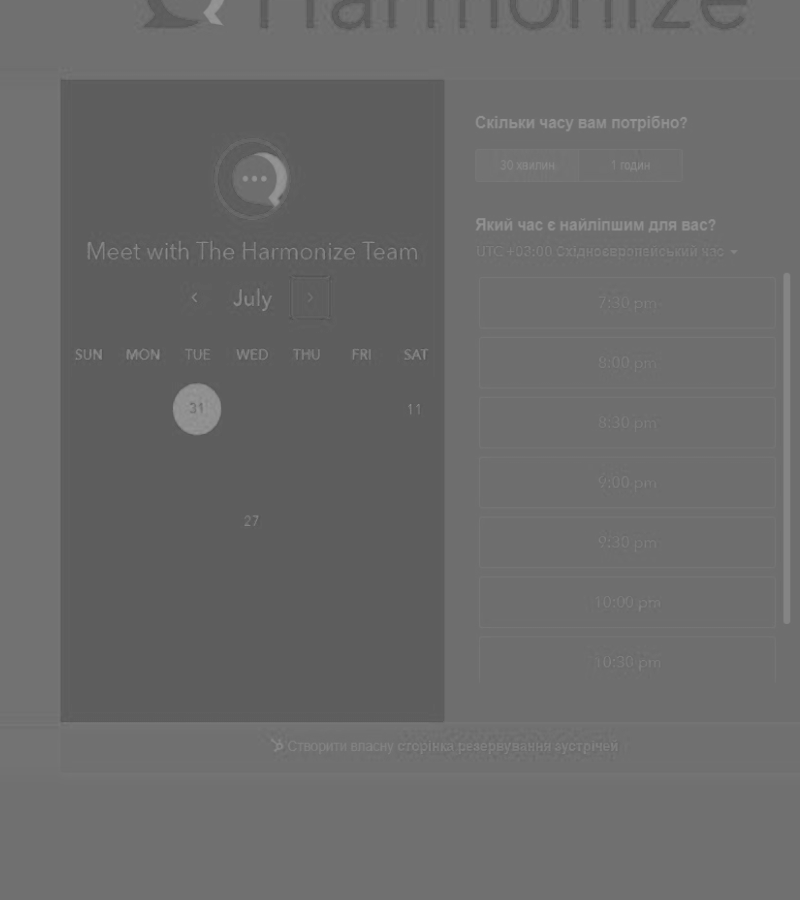 Harmonize
Meet with The Harmonize Team
July
SUN MON TUE WED THU FRI SAT
31 11
27
Скільки часу вам потрібно?
30 хвилин 1 годин
Який час є найліпшим для вас?
UTC +03:00 Східноєвропейський час
7:30 pm
8:00 pm
8:30 pm
9:00 pm
9:30 pm
10:00 pm
10:30 pm
Створити власну сторінка резервування зустрічей